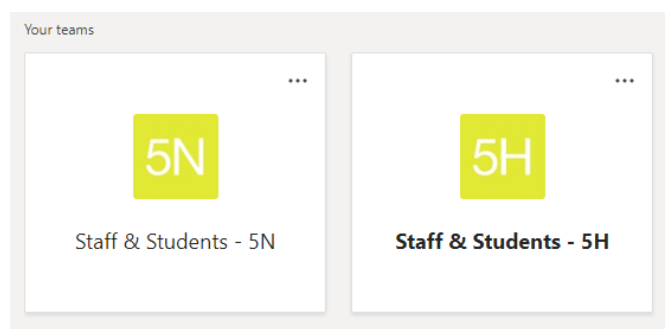 Your teams
5N
5H
Staff & Students - 5N
Staff & Students - 5H